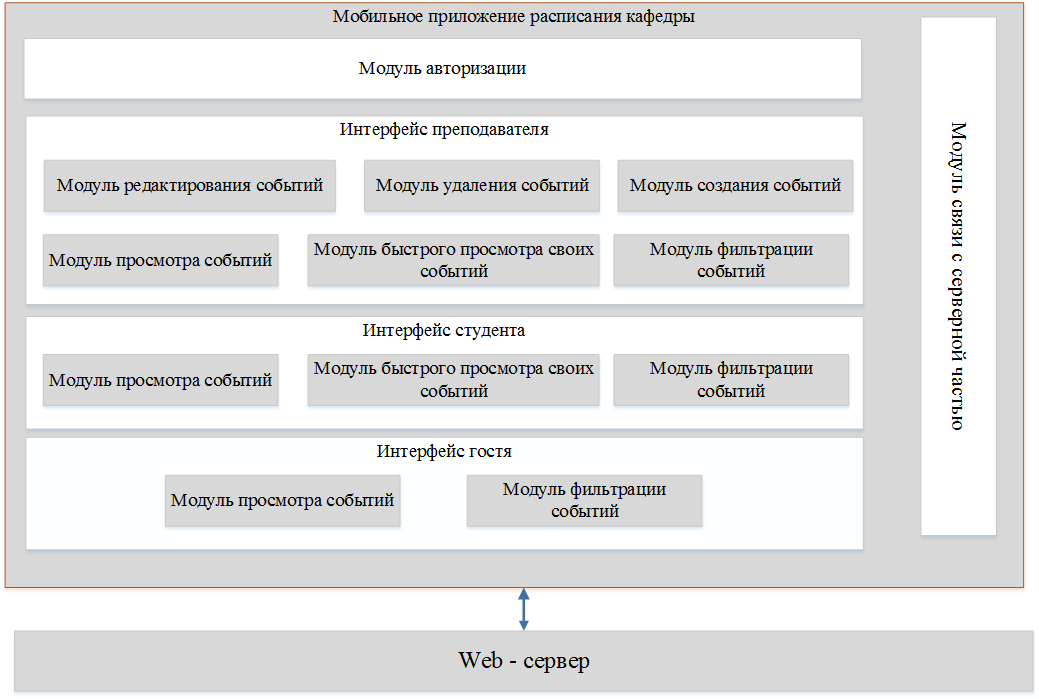 Мобильное приложение расписания кафедры
Модуль авторизации
Интерфейс преподавателя
Модуль редактирования событий
Модуль удаления событий
Модуль создания событий
Модуль просмотра событий
Модуль быстрого просмотра своих
событий
Модуль фильтрации
событий
Интерфейс студента
Модуль просмотра событий
Модуль быстрого просмотра своих
событий
Модуль фильтрации
событий
Интерфейс гостя
Модуль просмотра событий
Модуль фильтрации
событий
Модуль связи с серверной частью
Web - сервер